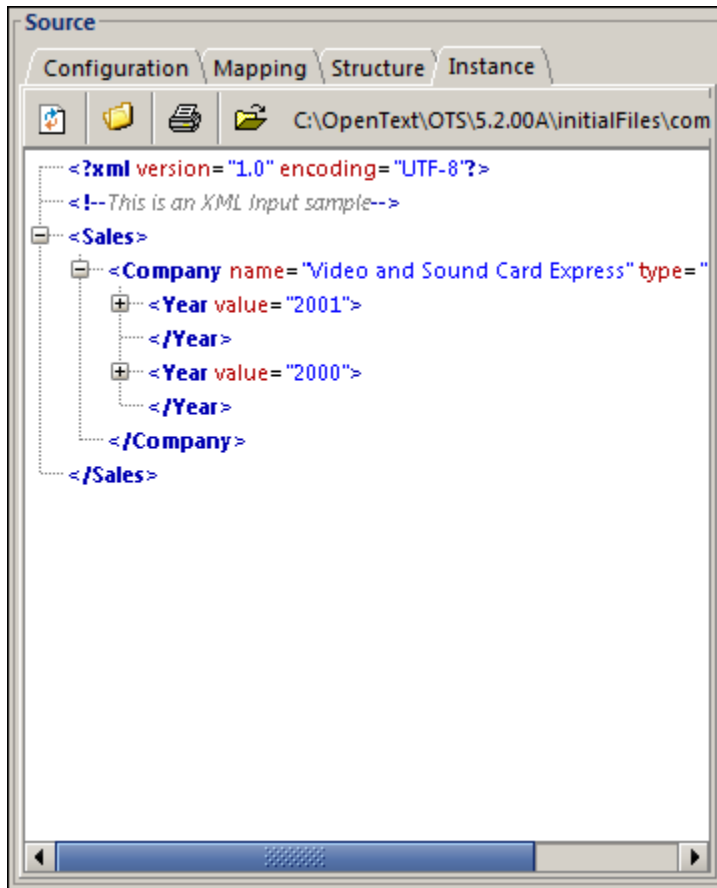 Source
Configuration Mapping Structure Instance
C:\OpenText\OTS\5.2.00A\initialFiles\com
<?xml version="1.0" encoding="UTF-8"?>
<!--This is an XML Input sample-->
<Sales>
<Company name="Video and Sound Card Express" type="
<Year value="2001">
</Year>
<Year value="2000">
</Year>
</Company>
</Sales>